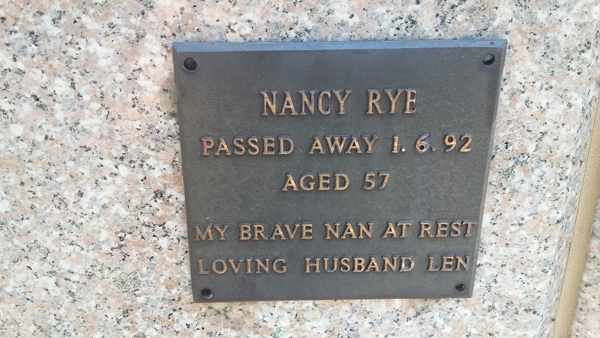 NANCY RYE
PASSED AWAY 1. 6. 92
AGED 57
MY BRAVE NAN AT REST
LOVING HUSBAND LEN